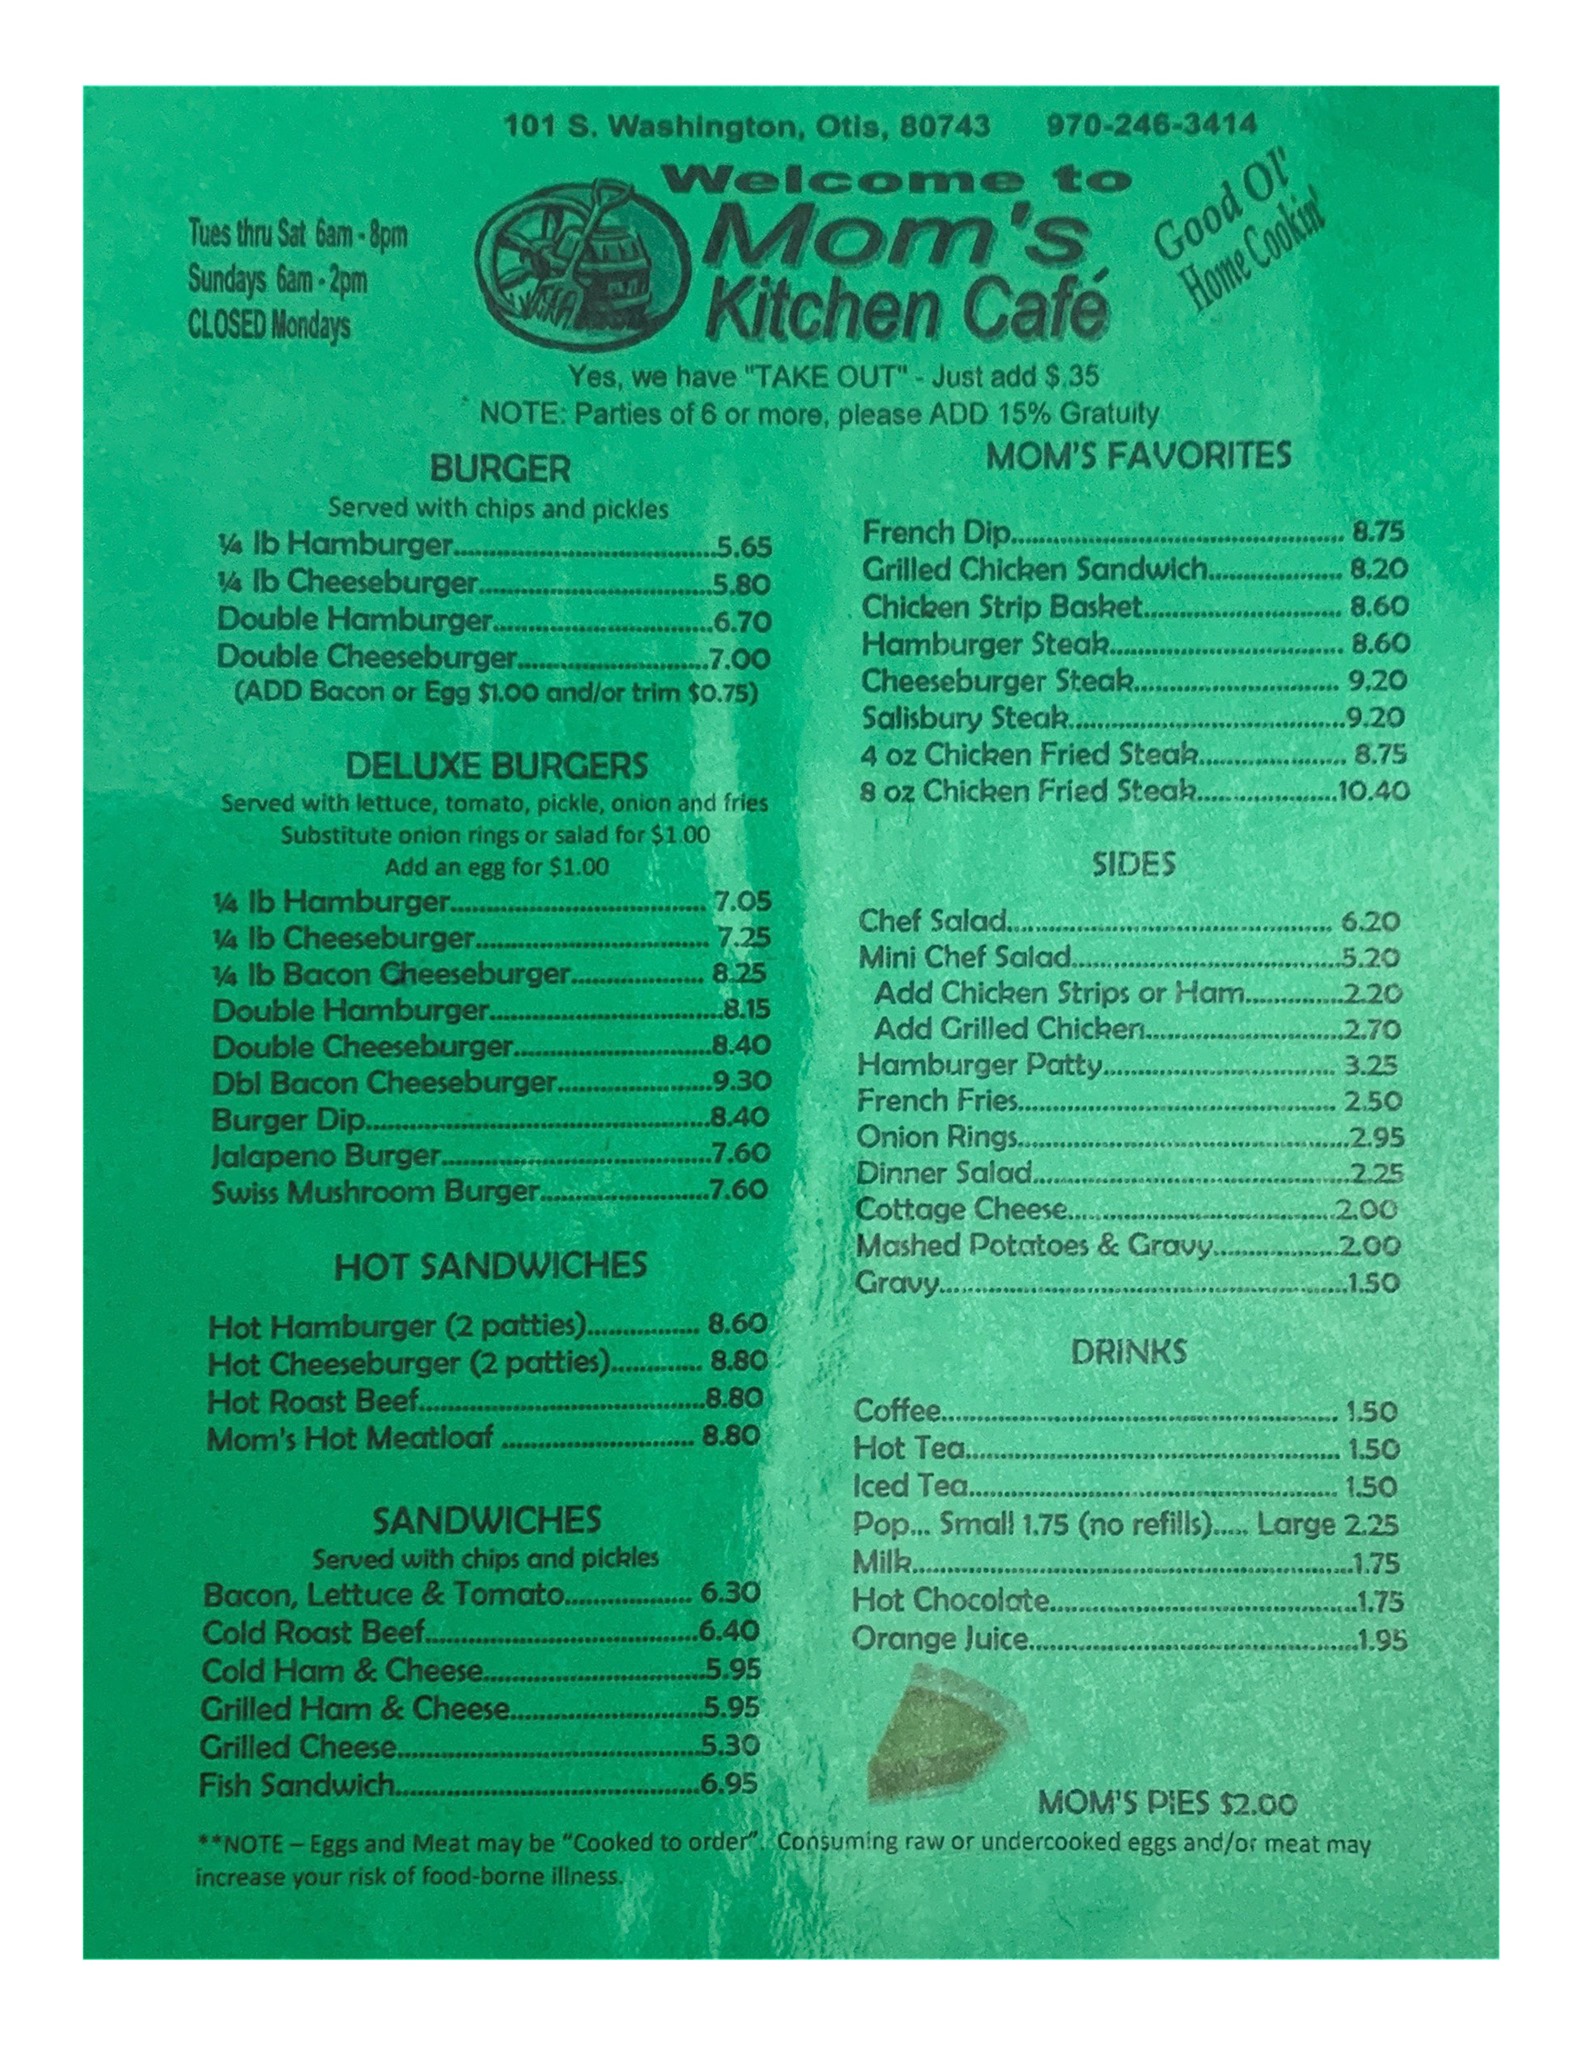 101 S. Washington, Otis, 80743 970-246-3414
Welcome to
Mom's
Kitchen Café
Good Ol'
Home Cookin'
Tues thru Sat 6am - 8pm
Sundays 6am - 2pm
CLOSED Mondays
Yes, we have "TAKE OUT" - Just add $.35
NOTE: Parties of 6 or more, please ADD 15% Gratuity
BURGER
Served with chips and pickles
¼ lb Hamburger.....5.65
¼ lb Cheeseburger.....5.80
Double Hamburger.....6.70
Double Cheeseburger.....7.00
(ADD Bacon or Egg $1.00 and/or trim $0.75)
DELUXE BURGERS
Served with lettuce, tomato, pickle, onion and fries
Substitute onion rings or salad for $1.00
Add an egg for $1.00
¼ lb Hamburger..... 7.05
¼ lb Cheeseburger..... 7.25
¼ lb Bacon Cheeseburger..... 8.25
Double Hamburger.....8.15
Double Cheeseburger.....8.40
Dbl Bacon Cheeseburger.....9.30
Burger Dip.....8.40
Jalapeno Burger.....7.60
Swiss Mushroom Burger.....7.60
HOT SANDWICHES
Hot Hamburger (2 patties)..... 8.60
Hot Cheeseburger (2 patties)..... 8.80
Hot Roast Beef.....8.80
Mom's Hot Meatloaf ..... 8.80
SANDWICHES
Served with chips and pickles
Bacon, Lettuce & Tomato..... 6.30
Cold Roast Beef.....6.40
Cold Ham & Cheese.....5.95
Grilled Ham & Cheese.....5.95
Grilled Cheese.....5.30
Fish Sandwich.....6.95
MOM'S FAVORITES
French Dip..... 8.75
Grilled Chicken Sandwich..... 8.20
Chicken Strip Basket..... 8.60
Hamburger Steak..... 8.60
Cheeseburger Steak..... 9.20
Salisbury Steak.....9.20
4 oz Chicken Fried Steak..... 8.75
8 oz Chicken Fried Steak.....10.40
SIDES
Chef Salad..... 6.20
Mini Chef Salad.....5.20
Add Chicken Strips or Ham.....2.20
Add Grilled Chicken.....2.70
Hamburger Patty..... 3.25
French Fries..... 2.50
Onion Rings.....2.95
Dinner Salad.....2.25
Cottage Cheese.....2.00
Mashed Potatoes & Gravy.....2.00
Gravy.....1.50
DRINKS
Coffee..... 1.50
Hot Tea..... 1.50
Iced Tea..... 1.50
Pop... Small 1.75 (no refills)..... Large 2.25
Milk.....1.75
Hot Chocolate.....1.75
Orange Juice.....1.95
MOM'S PIES $2.00
**NOTE – Eggs and Meat may be "Cooked to order". Consuming raw or undercooked eggs and/or meat may
increase your risk of food-borne illness.